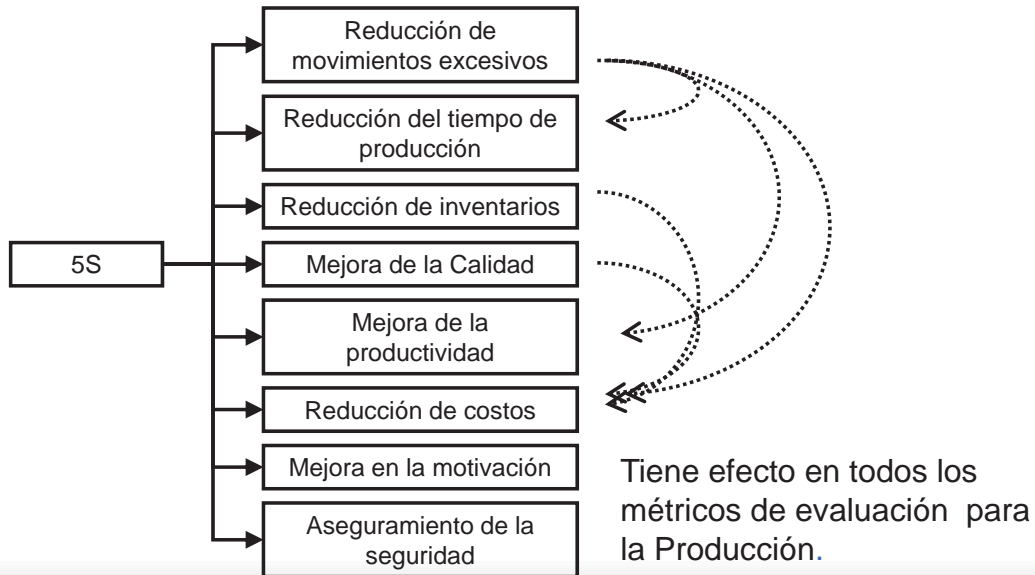 Reducción de
movimientos excesivos
Reducción del tiempo de
producción
Reducción de inventarios
5S
Mejora de la Calidad
Mejora de la
productividad
Reducción de costos
Mejora en la motivación
Aseguramiento de la
seguridad
Tiene efecto en todos los
métricos de evaluación para
la Producción.